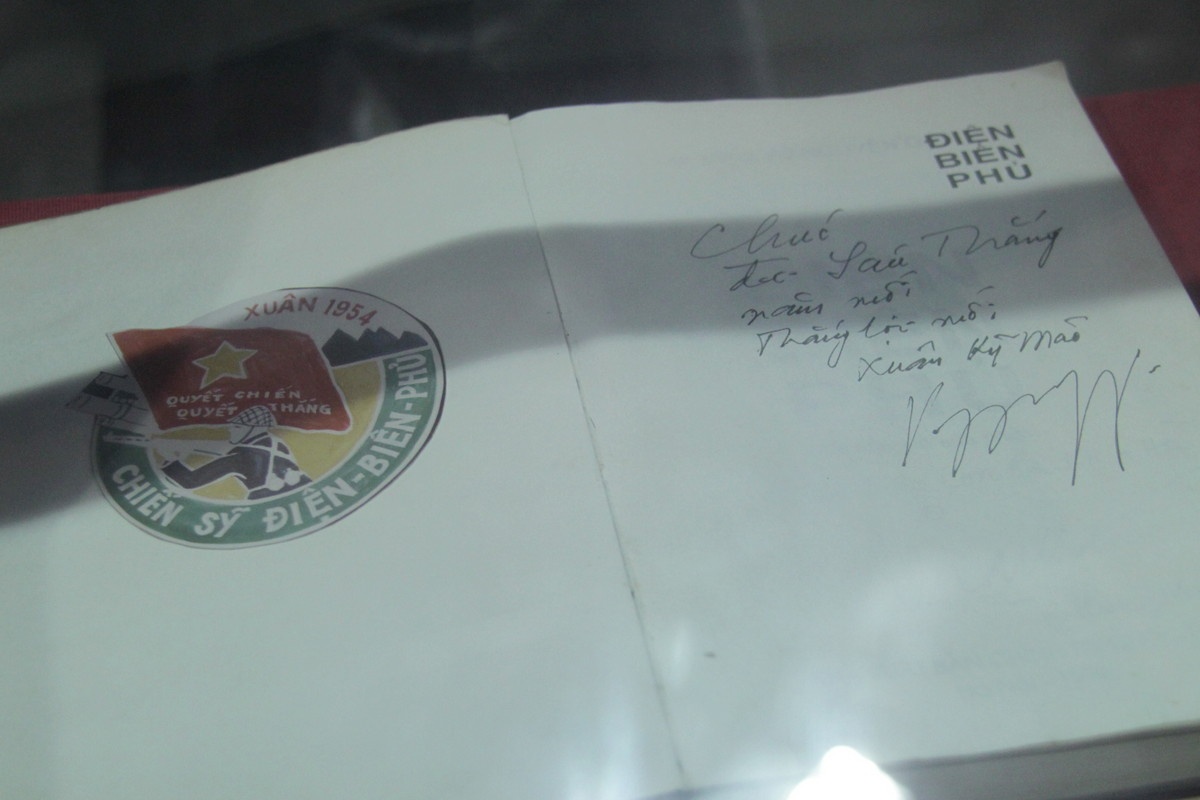 XUÂN 1954
QUYẾT CHIẾN
QUYẾT THẮNG
CHIẾN SỸ ĐIỆN-BIÊN-PHỦ
ĐIỆN
BIÊN
PHỦ
Chúc
đ/c Sáu Thắng
năm mới
Thắng lợi mới
Xuân Kỷ Mão